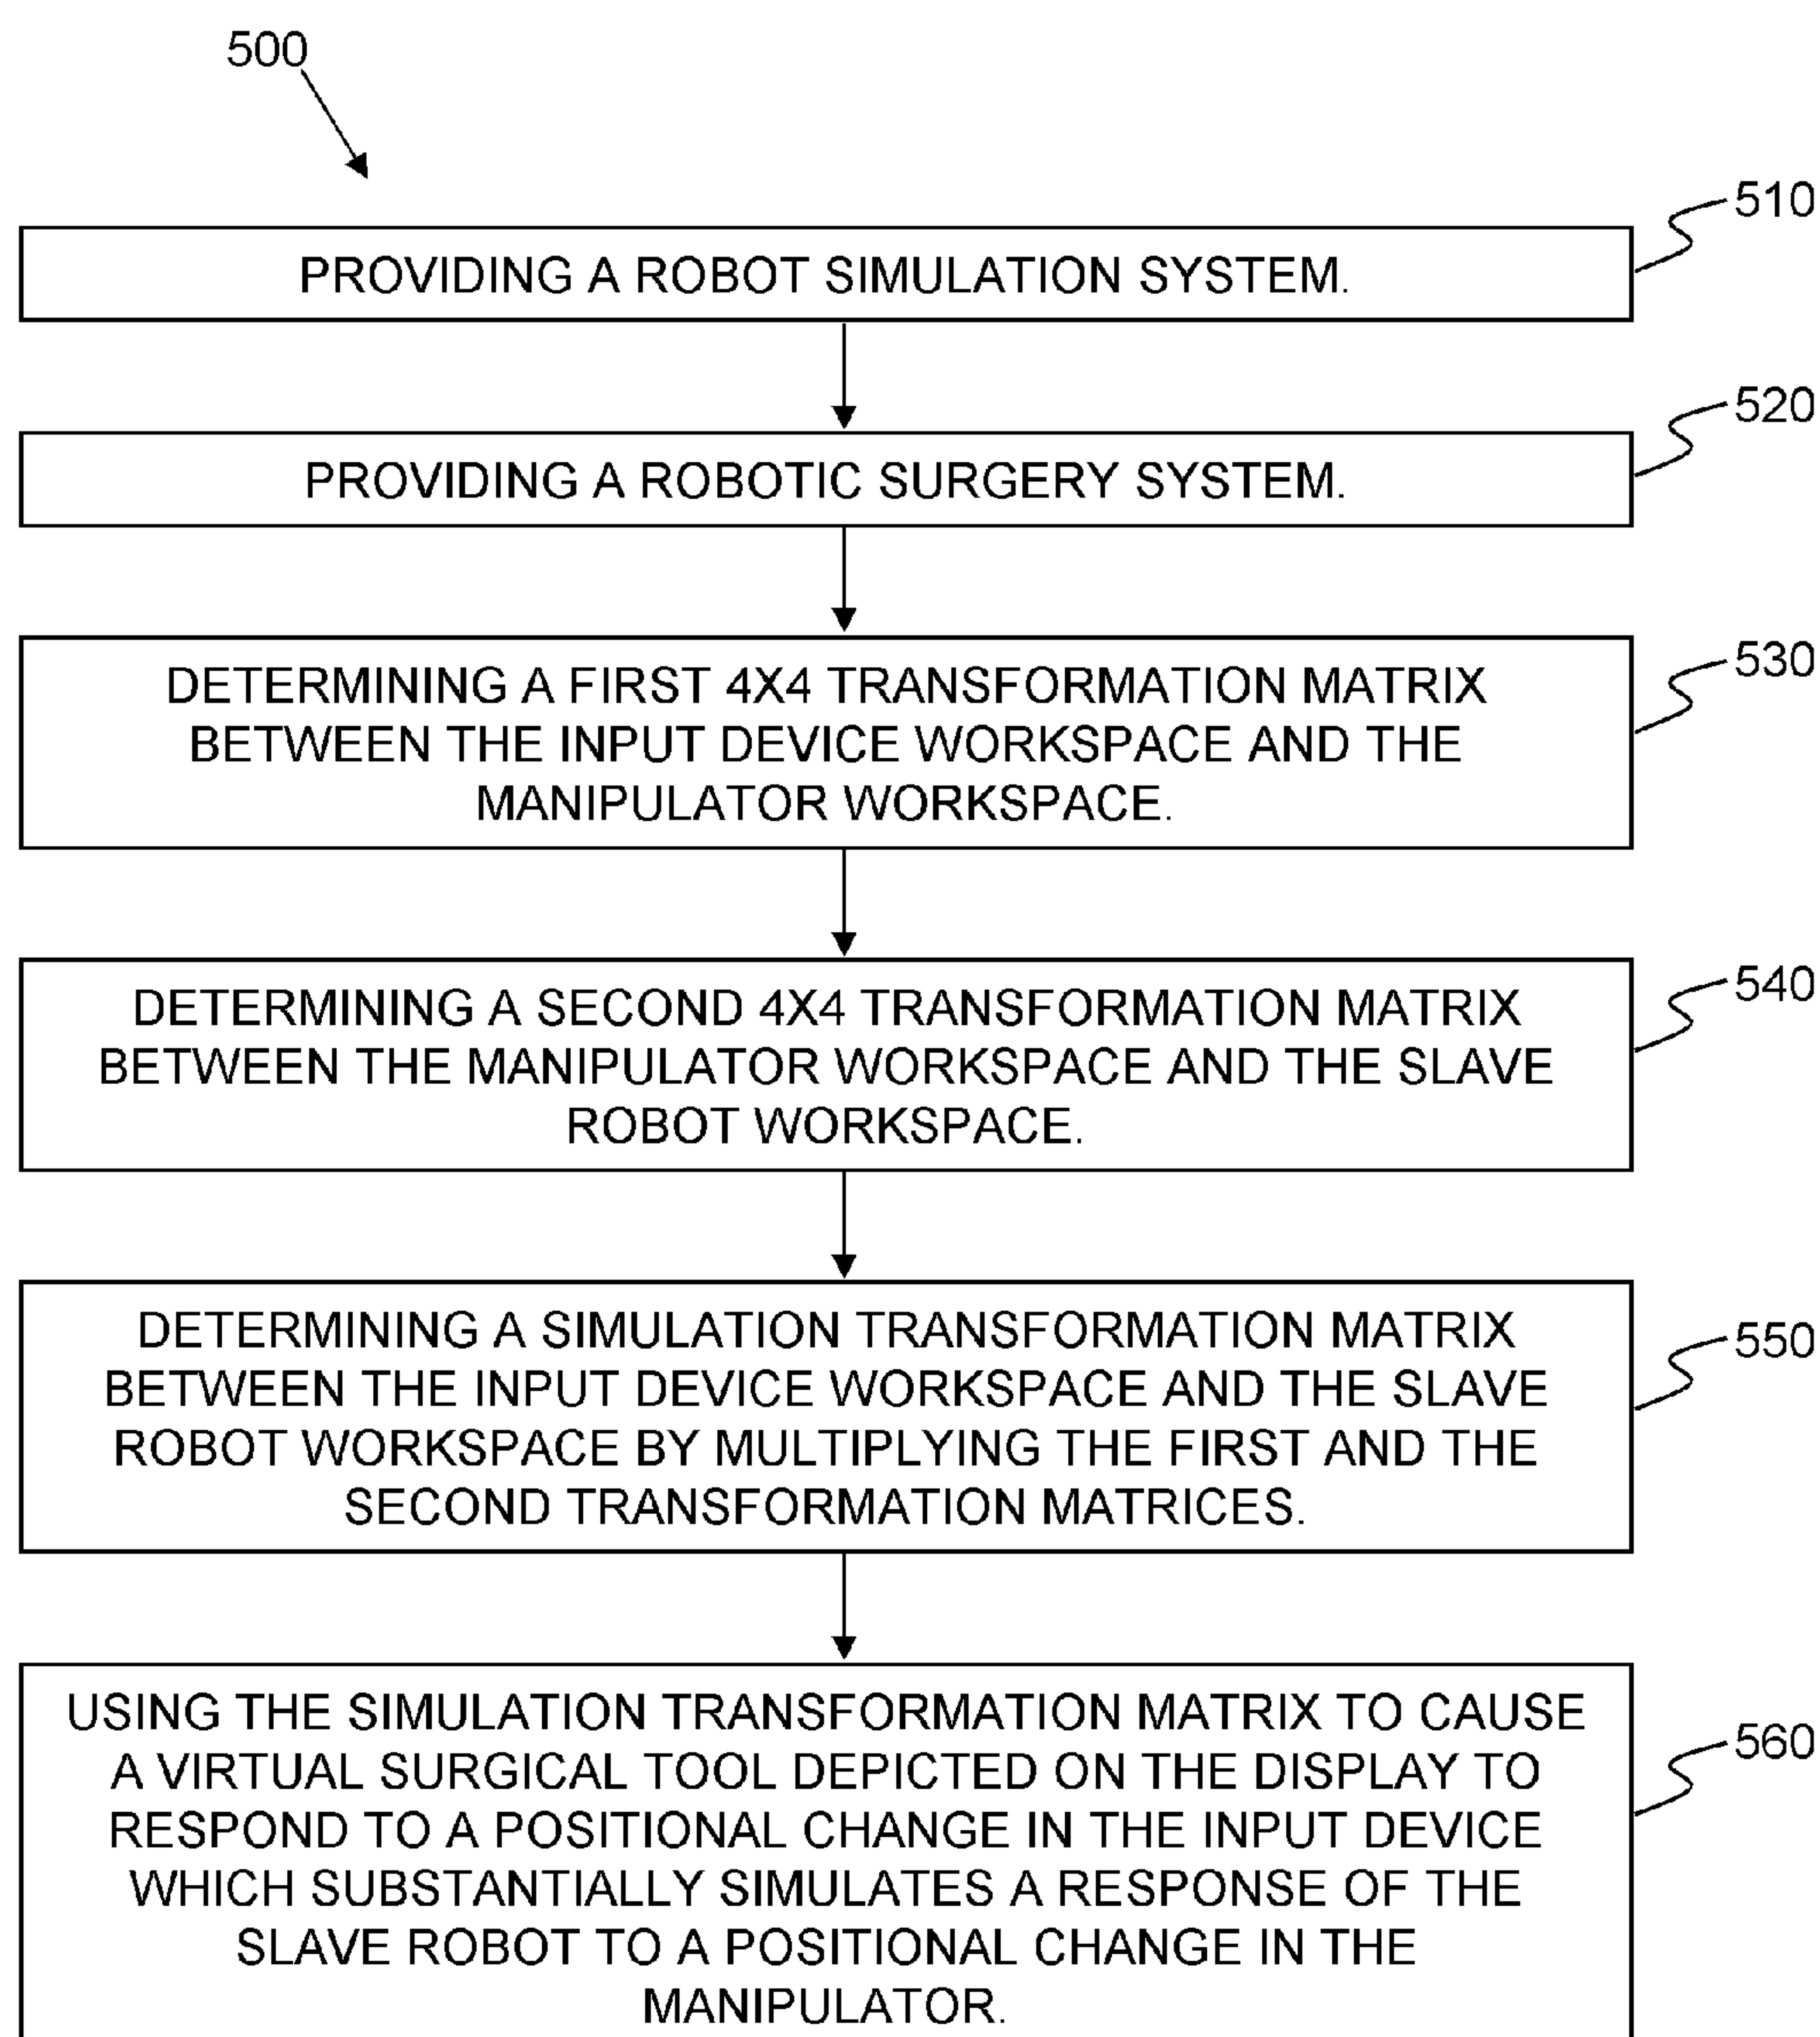 500
510
PROVIDING A ROBOT SIMULATION SYSTEM.
520
PROVIDING A ROBOTIC SURGERY SYSTEM.
530
DETERMINING A FIRST 4X4 TRANSFORMATION MATRIX
BETWEEN THE INPUT DEVICE WORKSPACE AND THE
MANIPULATOR WORKSPACE.
540
DETERMINING A SECOND 4X4 TRANSFORMATION MATRIX
BETWEEN THE MANIPULATOR WORKSPACE AND THE SLAVE
ROBOT WORKSPACE.
550
DETERMINING A SIMULATION TRANSFORMATION MATRIX
BETWEEN THE INPUT DEVICE WORKSPACE AND THE SLAVE
ROBOT WORKSPACE BY MULTIPLYING THE FIRST AND THE
SECOND TRANSFORMATION MATRICES.
560
USING THE SIMULATION TRANSFORMATION MATRIX TO CAUSE
A VIRTUAL SURGICAL TOOL DEPICTED ON THE DISPLAY TO
RESPOND TO A POSITIONAL CHANGE IN THE INPUT DEVICE
WHICH SUBSTANTIALLY SIMULATES A RESPONSE OF THE
SLAVE ROBOT TO A POSITIONAL CHANGE IN THE
MANIPULATOR.